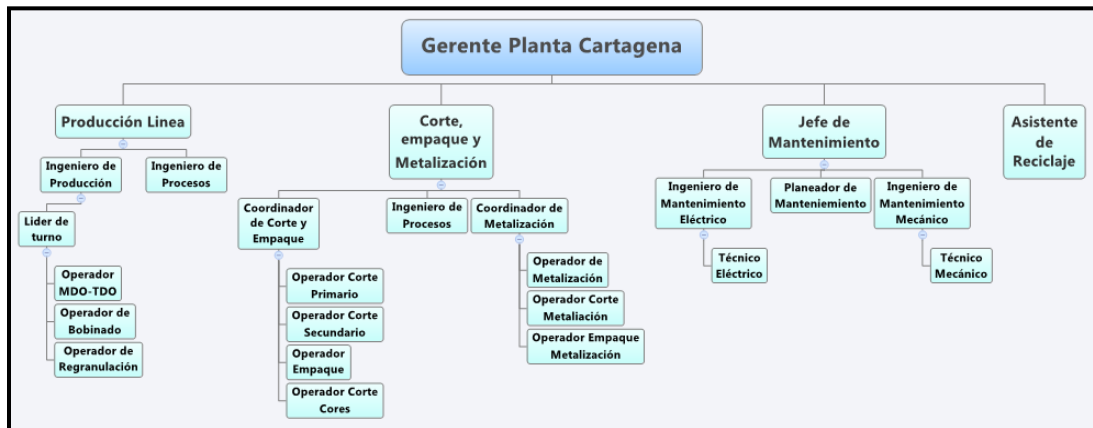 Gerente Planta Cartagena
Producción Linea
Corte,
empaque y
Metalización
Jefe de
Mantenimiento
Asistente
de
Reciclaje
Ingeniero de
Producción
Ingeniero de
Procesos
Lider de
turno
Operador
MDO-TDO
Operador de
Bobinado
Operador de
Regranulación
Coordinador
de Corte y
Empaque
Ingeniero de
Procesos
Coordinador de
Metalización
Operador Corte
Primario
Operador Corte
Secundario
Operador
Empaque
Operador Corte
Cores
Operador de
Metalización
Operador Corte
Metaliación
Operador Empaque
Metalización
Ingeniero de
Mantenimiento
Eléctrico
Planeador de
Manteniemiento
Ingeniero de
Mantenimiento
Mecánico
Técnico
Eléctrico
Técnico
Mecánico